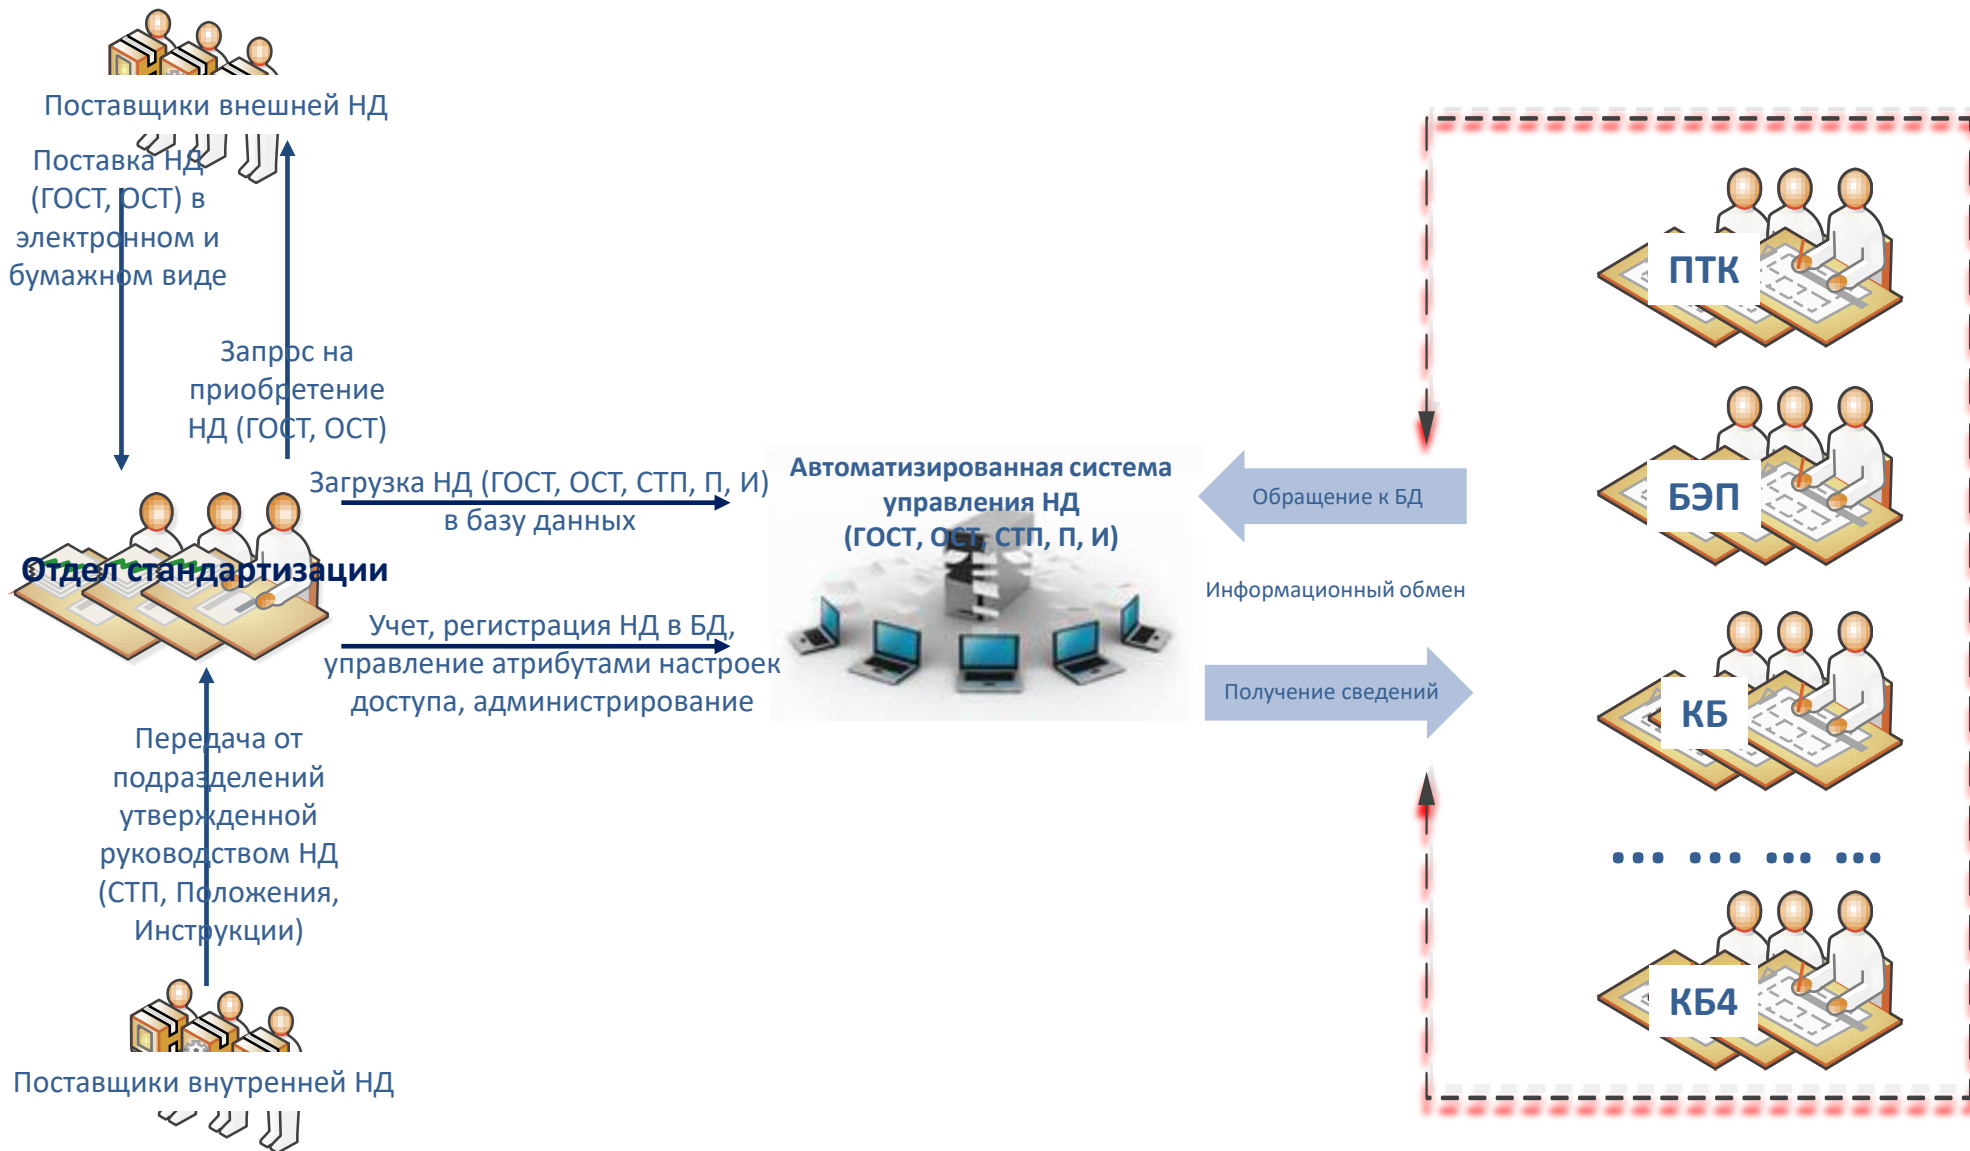 Поставщики внешней НД
Поставка НД
(ГОСТ, ОСТ) в
электронном и
бумажном виде
Запрос на
приобретение
НД (ГОСТ, ОСТ)
Загрузка НД (ГОСТ, ОСТ, СТП, П, И)
в базу данных
Отдел стандартизации
Учет, регистрация НД в БД,
управление атрибутами настроек
доступа, администрирование
Передача от
подразделений
утвержденной
руководством НД
(СТП, Положения,
Инструкции)
Поставщики внутренней НД
Автоматизированная система
управления НД
(ГОСТ, ОСТ, СТП, П, И)
Обращение к БД
Информационный обмен
Получение сведений
ПТК
БЭП
КБ
... ... ... ...
КБ4